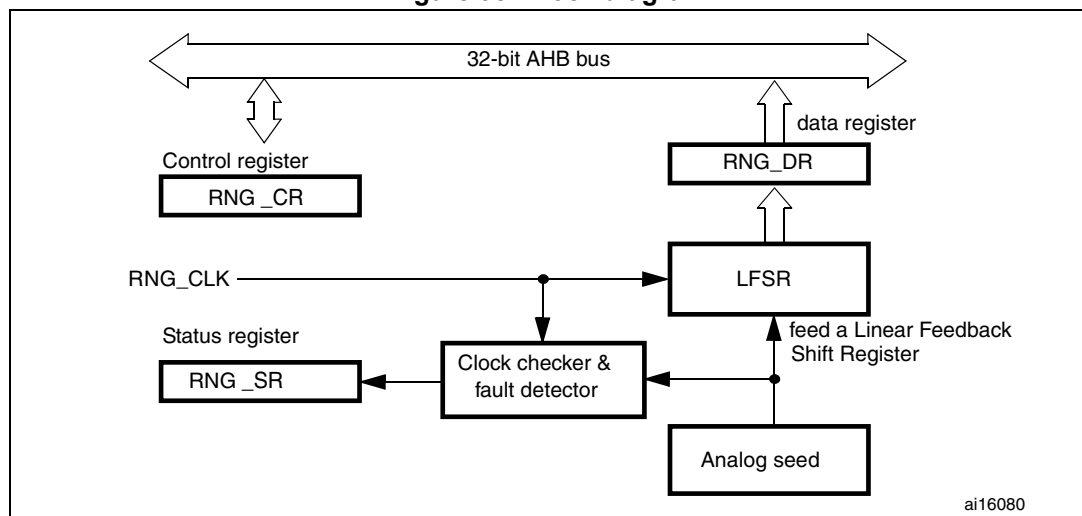 32-bit AHB bus
data register
Control register
RNG_DR
RNG _CR
RNG_CLK
LFSR
Status register
feed a Linear Feedback
Shift Register
Clock checker &
fault detector
RNG _SR
Analog seed
ai16080